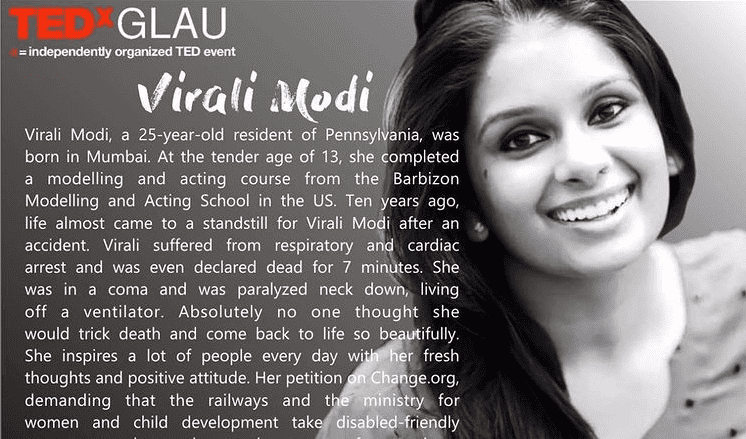 TEDxGLAU
x = independently organized TED event
Virali Modi
Virali Modi, a 25-year-old resident of Pennsylvania, was
born in Mumbai. At the tender age of 13, she completed
a modelling and acting course from the Barbizon
Modelling and Acting School in the US. Ten years ago,
life almost came to a standstill for Virali Modi after an
accident. Virali suffered from respiratory and cardiac
arrest and was even declared dead for 7 minutes. She
was in a coma and was paralyzed neck down, living
off a ventilator. Absolutely no one thought she
would trick death and come back to life so beautifully.
She inspires a lot of people every day with her fresh
thoughts and positive attitude. Her petition on Change.org,
demanding that the railways and the ministry for
women and child development take disabled-friendly